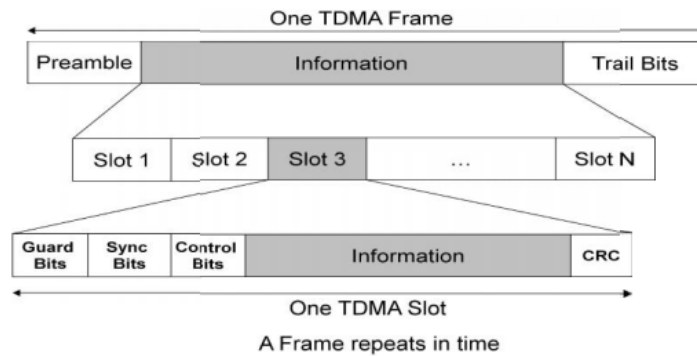 One TDMA Frame
Preamble Information Trail Bits
Slot 1 Slot 2 Slot 3 ... Slot N
Guard Bits Sync Bits Control Bits Information CRC
One TDMA Slot
A Frame repeats in time